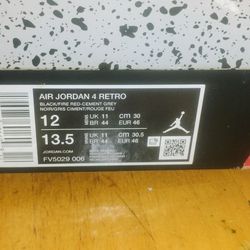 AIR JORDAN 4 RETRO
BLACK/FIRE RED-CEMENT GREY
NOIR/GRIS CIMENT/ROUGE FEU
12 UK 11 CM 30
BR 44 EUR 46
13.5 UK 11 CM 30.5
BR 44 EUR 46
JORDAN.COM
FV5029 006